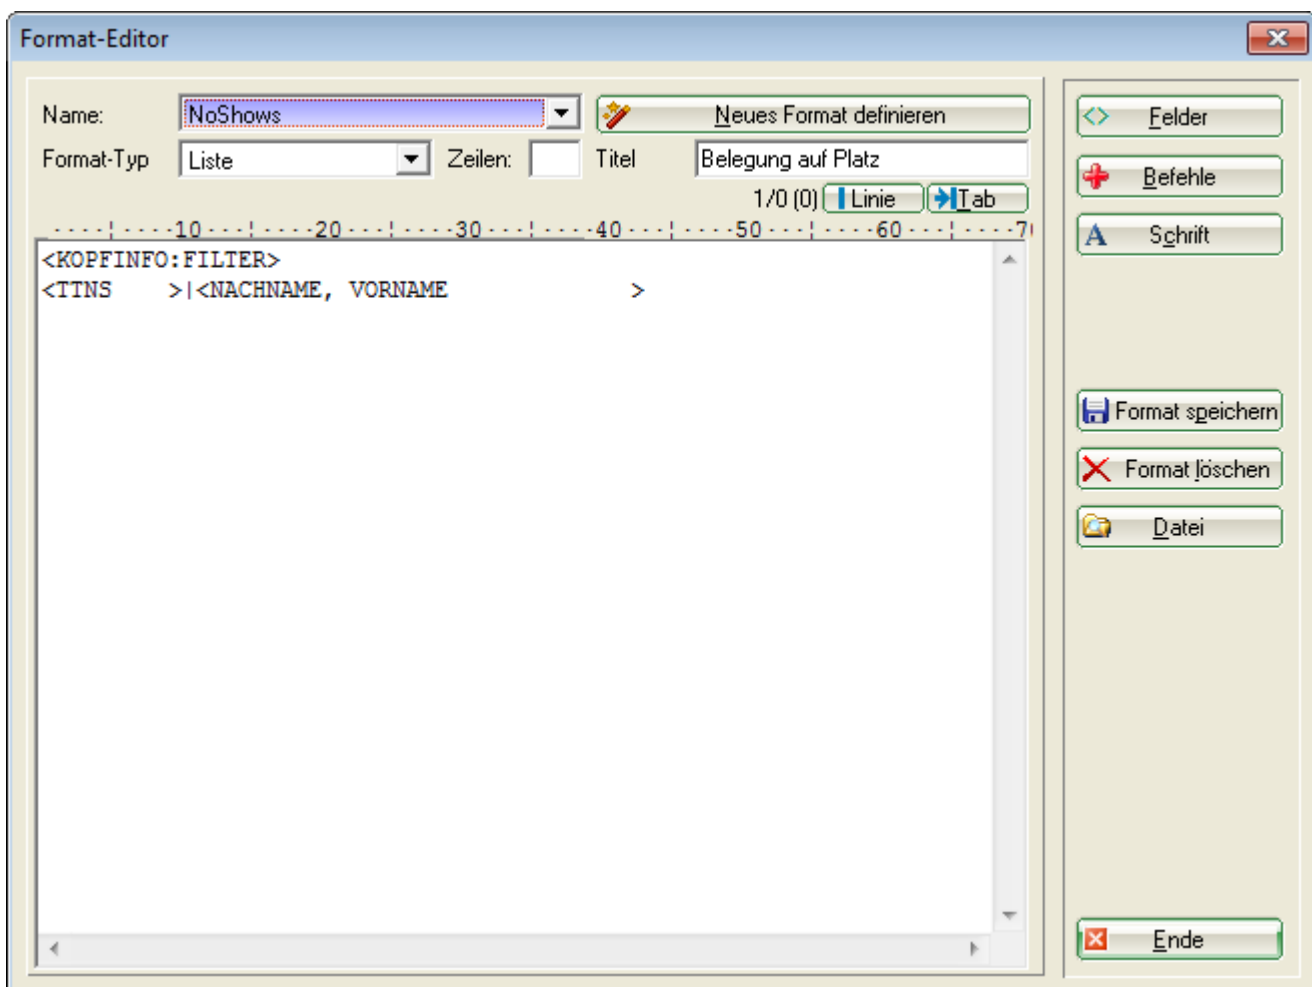 Format-Editor
Name: NoShows Neues Format definieren
Format-Typ Liste Zeilen: Titel Belegung auf Platz
1/0 (0) Linie Tab
----¦----10---¦----20---¦----30---¦----40---¦----50---¦----60---¦----7
<KOPFINFO:FILTER>
<TTNS    >|<NACHNAME, VORNAME            >
Felder
Befehle
Schrift
Format speichern
Format löschen
Datei
Ende